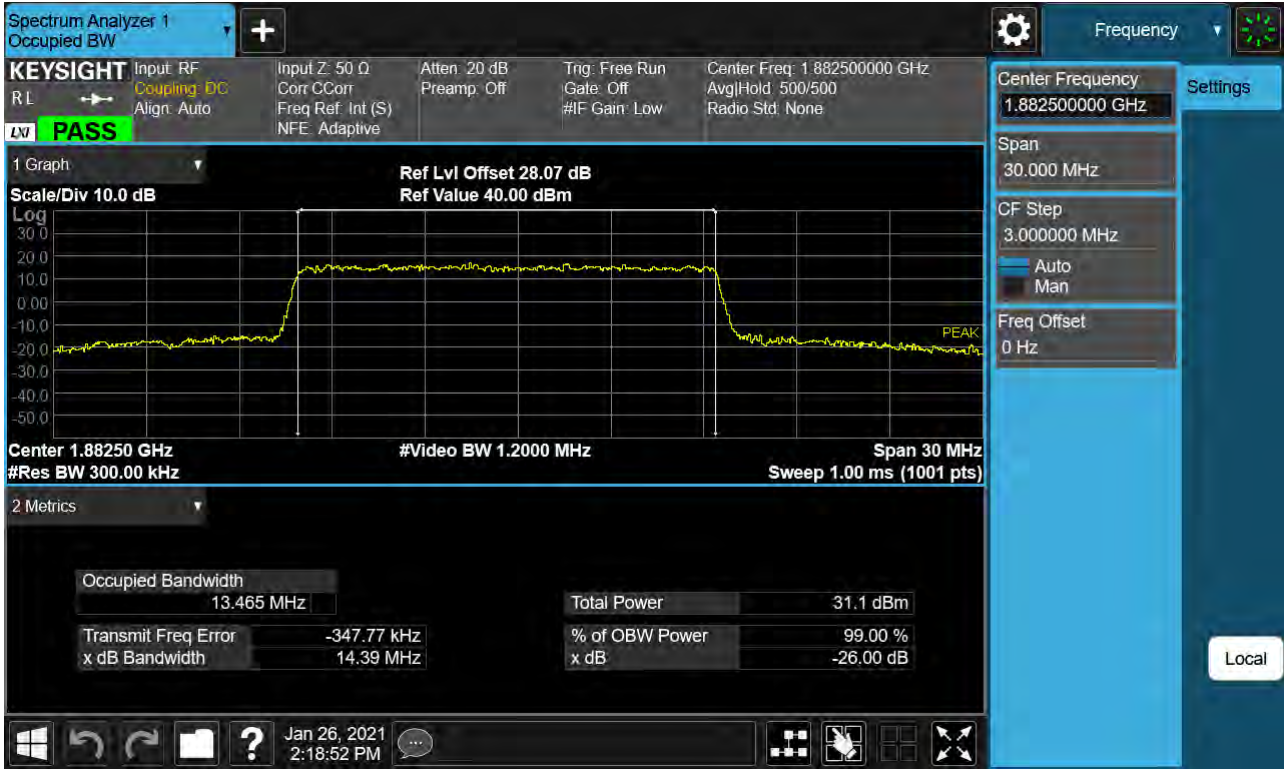 Spectrum Analyzer 1
Occupied BW
+
Frequency
KEYSIGHT
R L
LXI
PASS
Input: RF
Coupling: DC
Align: Auto
Input Z: 50 Ω
Corr CCorr
Freq Ref: Int (S)
NFE: Adaptive
Atten: 20 dB
Preamp: Off
Trig: Free Run
Gate: Off
#IF Gain: Low
Center Freq: 1.882500000 GHz
Avg|Hold: 500/500
Radio Std: None
Center Frequency
1.882500000 GHz
Settings
Span
30.000 MHz
CF Step
3.000000 MHz
Auto
Man
Freq Offset
0 Hz
1 Graph
Scale/Div 10.0 dB
Ref Lvl Offset 28.07 dB
Ref Value 40.00 dBm
Log
30.0
20.0
10.0
0.00
-10.0
-20.0
-30.0
-40.0
-50.0
PEAK
Center 1.88250 GHz
#Video BW 1.2000 MHz
Span 30 MHz
#Res BW 300.00 kHz
Sweep 1.00 ms (1001 pts)
2 Metrics
Occupied Bandwidth
13.465 MHz
Total Power 31.1 dBm
Transmit Freq Error -347.77 kHz
% of OBW Power 99.00 %
x dB Bandwidth 14.39 MHz
x dB -26.00 dB
Local
?
Jan 26, 2021
2:18:52 PM